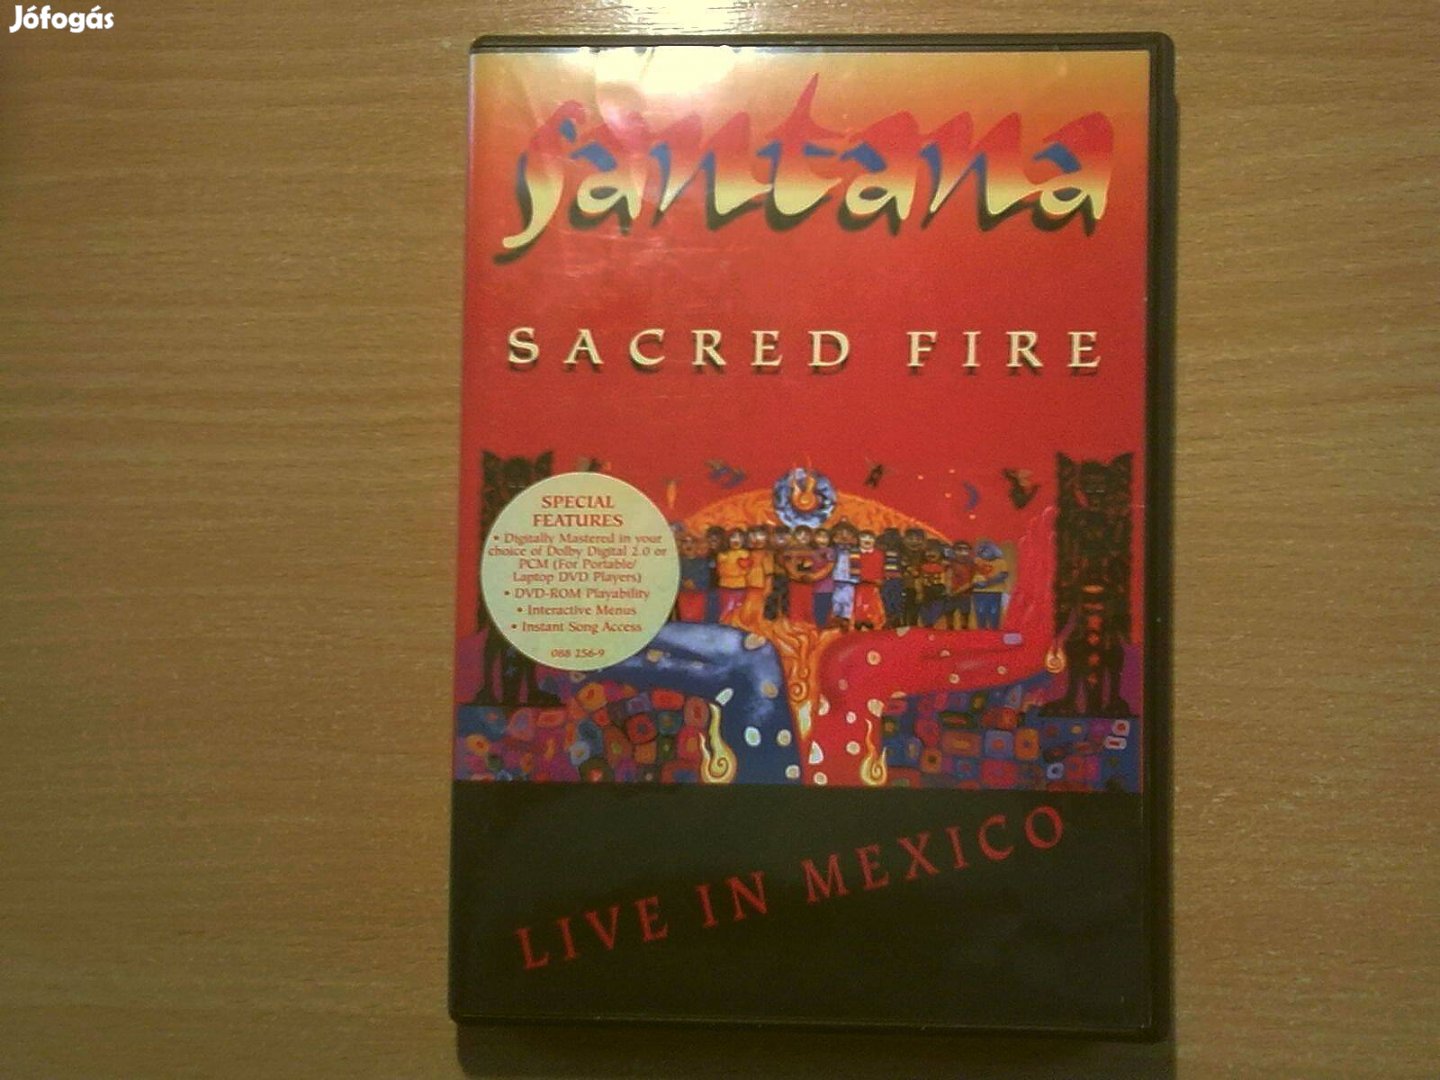 Jófogás
santana
SACRED FIRE
SPECIAL
FEATURES
• Digitally Mastered in your
choice of Dolby Digital 2.0 or
PCM (For Portable/
Laptop DVD Players)
• DVD-ROM Playability
• Interactive Menus
• Instant Song Access
088 256-9
LIVE IN MEXICO